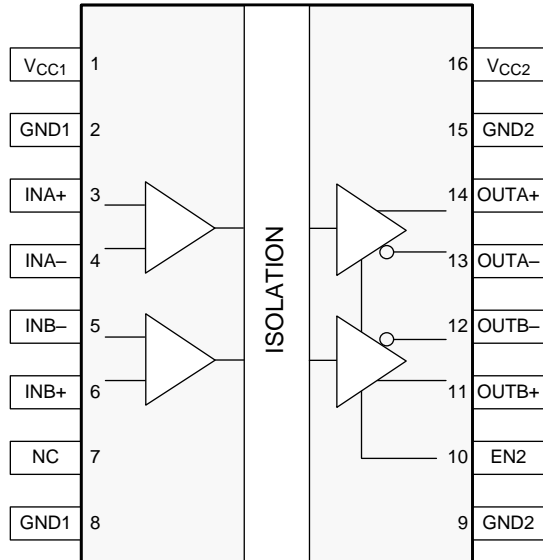 VCC1 1 16 VCC2
GND1 2 15 GND2
INA+ 3 14 OUTA+
INA– 4 13 OUTA–
INB– 5 12 OUTB–
INB+ 6 11 OUTB+
NC 7 10 EN2
GND1 8 9 GND2
ISOLATION